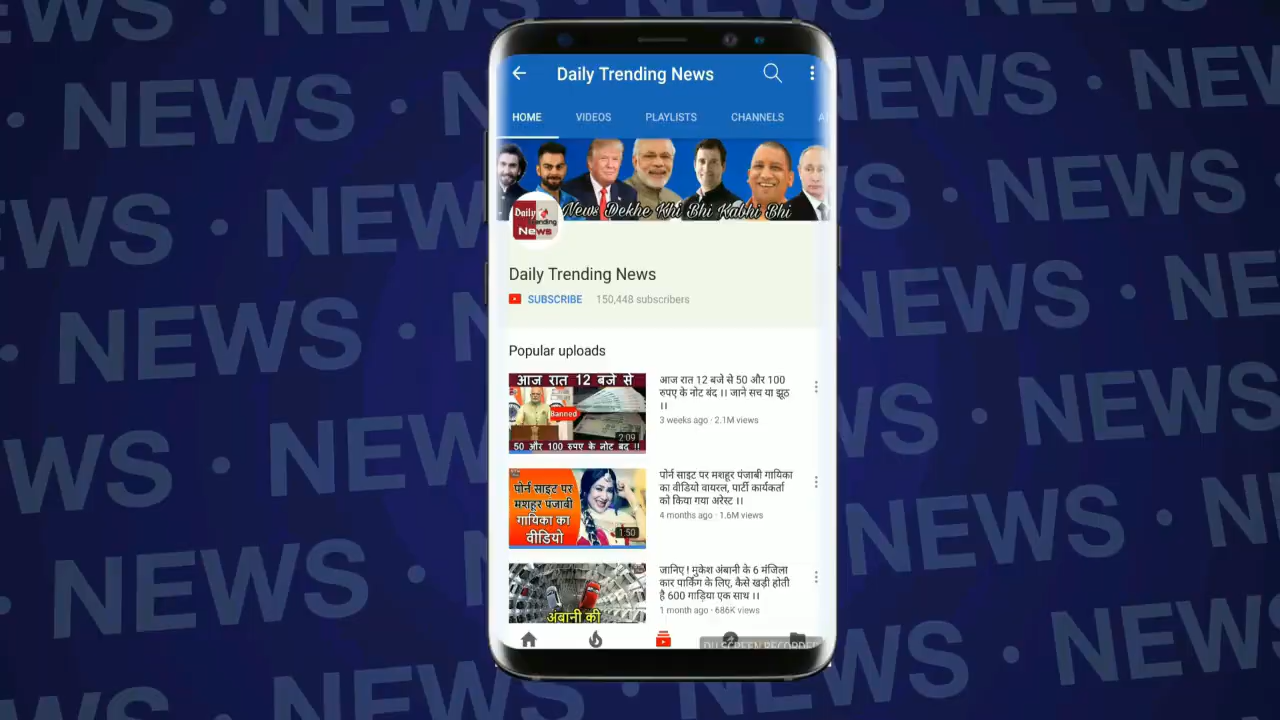 NEWS
Daily Trending News
HOME VIDEOS PLAYLISTS CHANNELS
News Dekhe Khi Bhi Kabhi Bhi
Daily
Trending
News
Daily Trending News
SUBSCRIBE 150,448 subscribers
Popular uploads
आज रात 12 बजे से
Banned
2:09
50 और 100 रुपए के नोट बंद !!
आज रात 12 बजे से 50 और 100
रुपए के नोट बंद ।। जाने सच या झूठ
।।
3 weeks ago · 2.1M views
पोर्न साइट पर
मशहूर पंजाबी
गायिका का
वीडियो
1:50
पोर्न साइट पर मशहूर पंजाबी गायिका
का वीडियो वायरल, पार्टी कार्यकर्ता
को किया गया अरेस्ट ।।
4 months ago · 1.6M views
अंबानी की
जानिए ! मुकेश अंबानी के 6 मंजिला
कार पार्किंग के लिए, कैसे खड़ी होती
है 600 गाड़िया एक साथ ।।
1 month ago · 686K views
DU SCREEN RECORDER